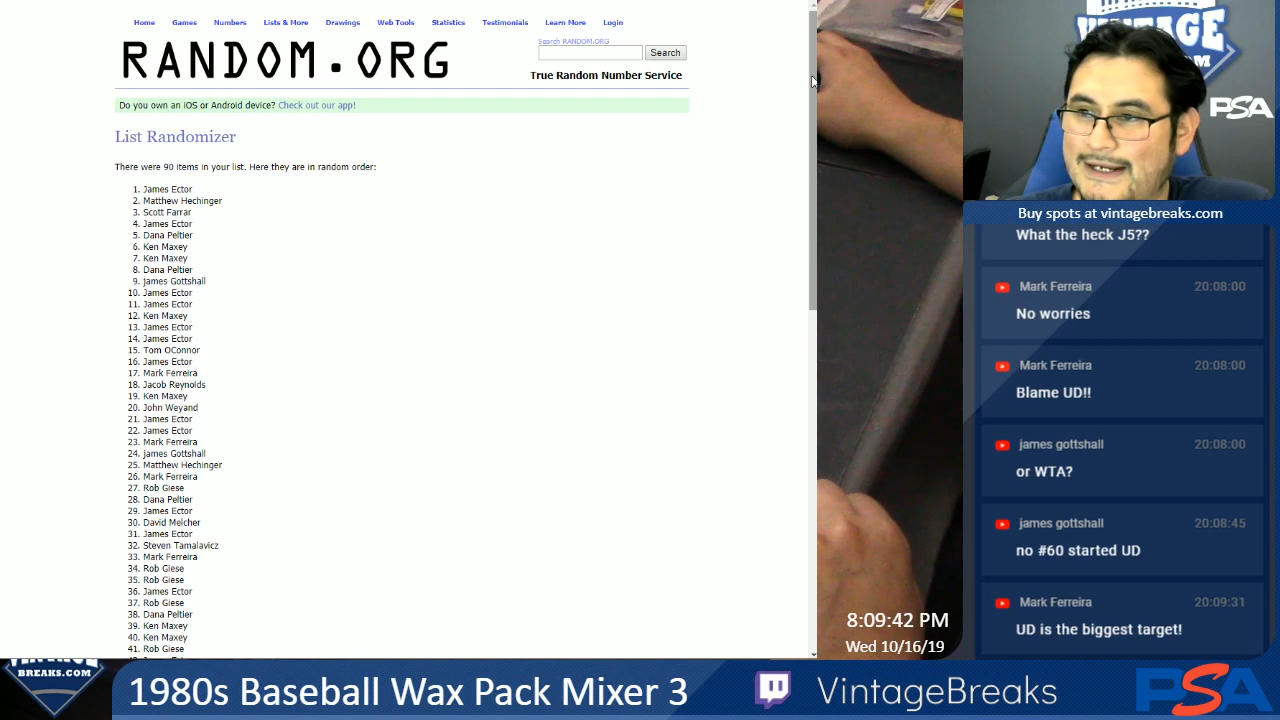 Home Games Numbers Lists & More Drawings Web Tools Statistics Testimonials Learn More Login
RANDOM.ORG
Search RANDOM.ORG
Search
True Random Number Service
Do you own an iOS or Android device? Check out our app!
List Randomizer
There were 90 items in your list. Here they are in random order:
1. James Ector
2. Matthew Hechinger
3. Scott Farrar
4. James Ector
5. Dana Peltier
6. Ken Maxey
7. Ken Maxey
8. Dana Peltier
9. james Gottshall
10. James Ector
11. James Ector
12. Ken Maxey
13. James Ector
14. James Ector
15. Tom OConnor
16. James Ector
17. Mark Ferreira
18. Jacob Reynolds
19. Ken Maxey
20. John Weyand
21. James Ector
22. James Ector
23. Mark Ferreira
24. james Gottshall
25. Matthew Hechinger
26. Mark Ferreira
27. Rob Giese
28. Dana Peltier
29. James Ector
30. David Melcher
31. James Ector
32. Steven Tamalavicz
33. Mark Ferreira
34. Rob Giese
35. Rob Giese
36. James Ector
37. Rob Giese
38. Dana Peltier
39. Ken Maxey
40. Ken Maxey
41. Rob Giese
VINTAGE
PSA
Buy spots at vintagebreaks.com
What the heck J5??
Mark Ferreira 20:08:00
No worries
Mark Ferreira 20:08:00
Blame UD!!
james gottshall 20:08:00
or WTA?
james gottshall 20:08:45
no #60 started UD
Mark Ferreira 20:09:31
UD is the biggest target!
8:09:42 PM
Wed 10/16/19
BREAKS.COM
1980s Baseball Wax Pack Mixer 3
VintageBreaks
PSA